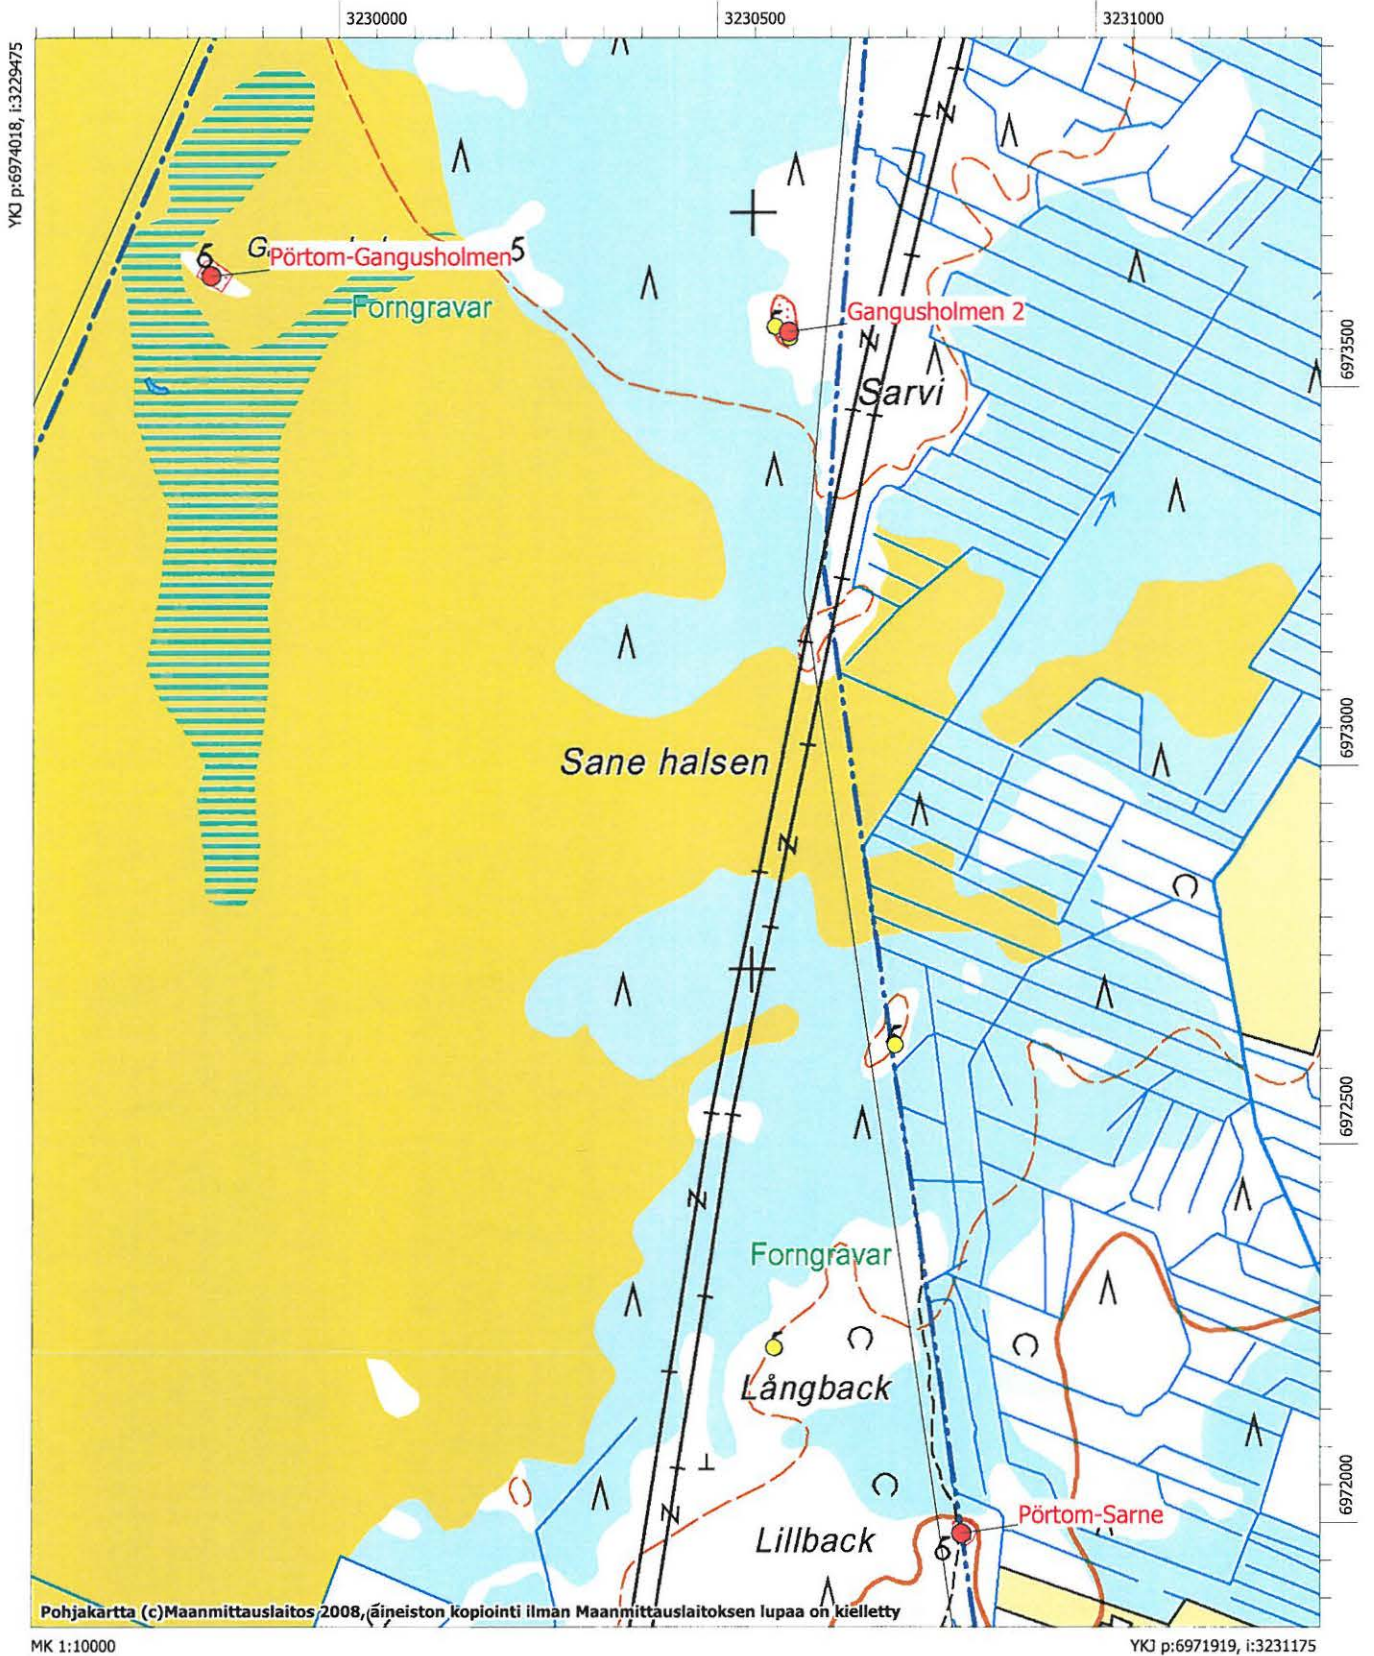 3230000
3230500
3231000
YKJ p:6974018, i:3229475
5
Pörtom-Gangusholmen
5
Forngravar
Gangusholmen 2
Sarvi
6973500
Sane halsen
6973000
6972500
Forngravar
Långback
6972000
Pörtom-Sarne
Lillback
Pohjakartta (c)Maanmittauslaitos 2008, aineiston kopiointi ilman Maanmittauslaitoksen lupaa on kielletty
MK 1:10000
YKJ p:6971919, i:3231175